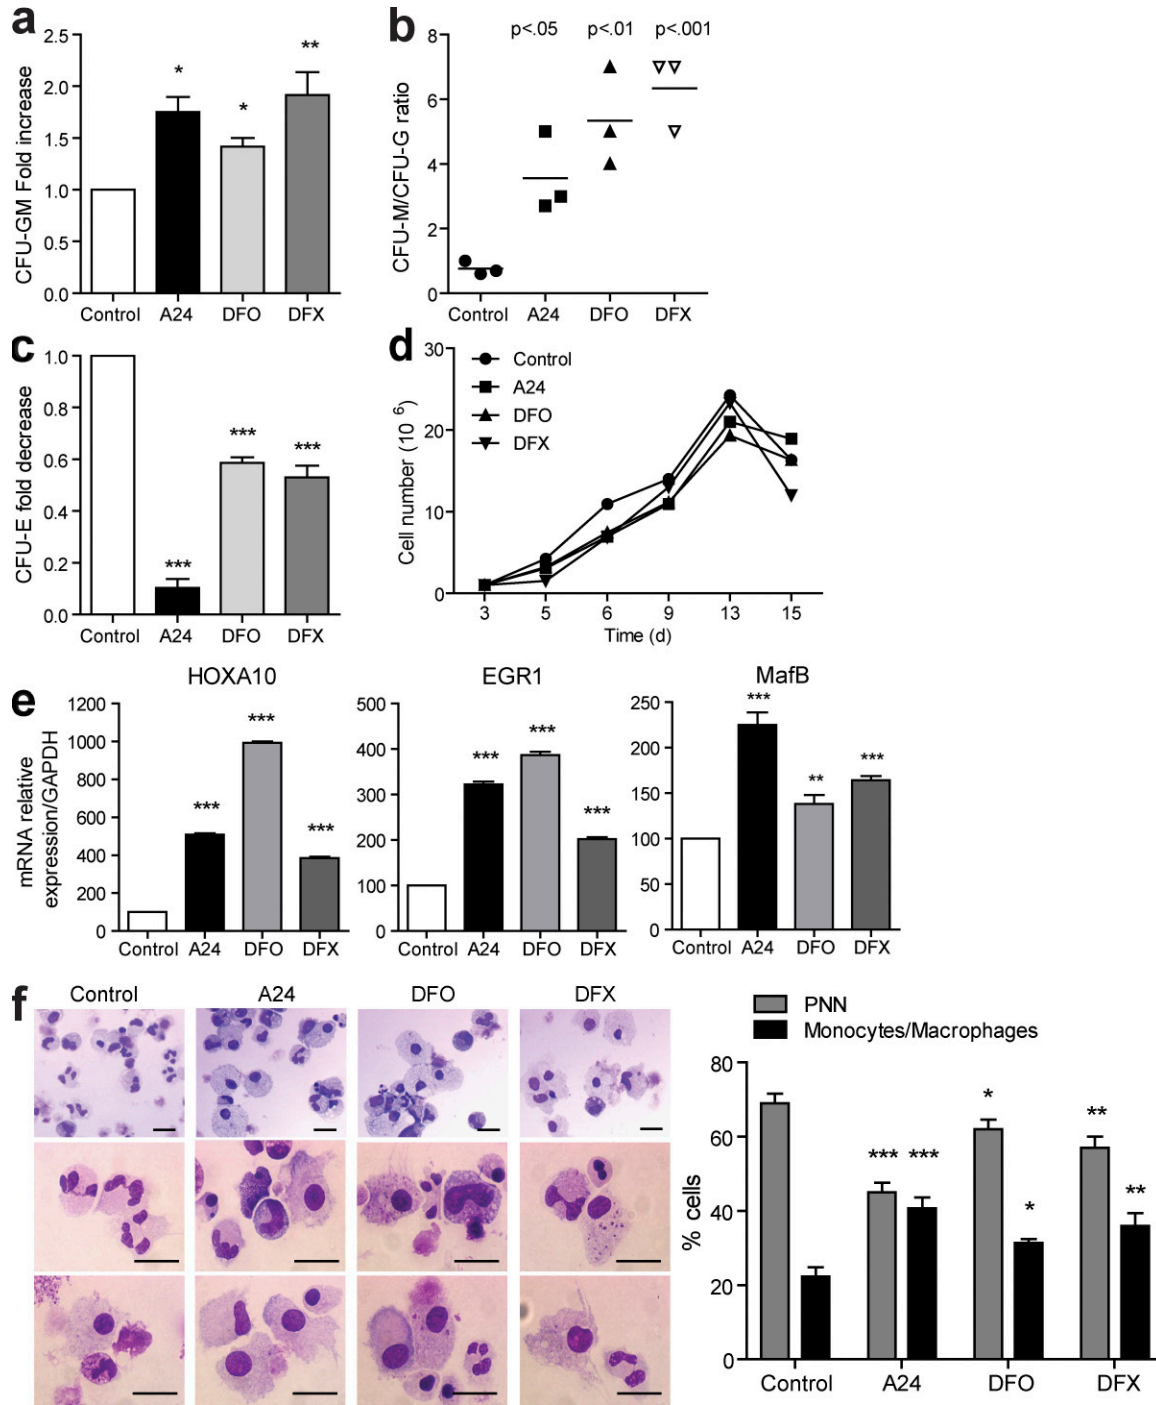 a
CFU-GM Fold increase
2.5
2.0
1.5
1.0
0.5
0.0
*
*
**
Control A24 DFO DFX
b
CFU-M/CFU-G ratio
8
6
4
2
0
p<.05 p<.01 p<.001
Control A24 DFO DFX
c
CFU-E fold decrease
1.0
0.8
0.6
0.4
0.2
0.0
***
***
***
Control A24 DFO DFX
d
Cell number (10 6)
30
20
10
0
Control
A24
DFO
DFX
3 5 6 9 13 15
Time (d)
e
mRNA relative
expression/GAPDH
HOXA10
1200
1000
800
600
400
200
0
***
***
***
Control A24 DFO DFX
EGR1
500
400
300
200
100
0
***
***
***
Control A24 DFO DFX
MafB
250
200
150
100
50
0
***
**
***
Control A24 DFO DFX
f
Control A24 DFO DFX
PNN
Monocytes/Macrophages
% cells
80
60
40
20
0
*** ***
*
*
**
**
Control A24 DFO DFX